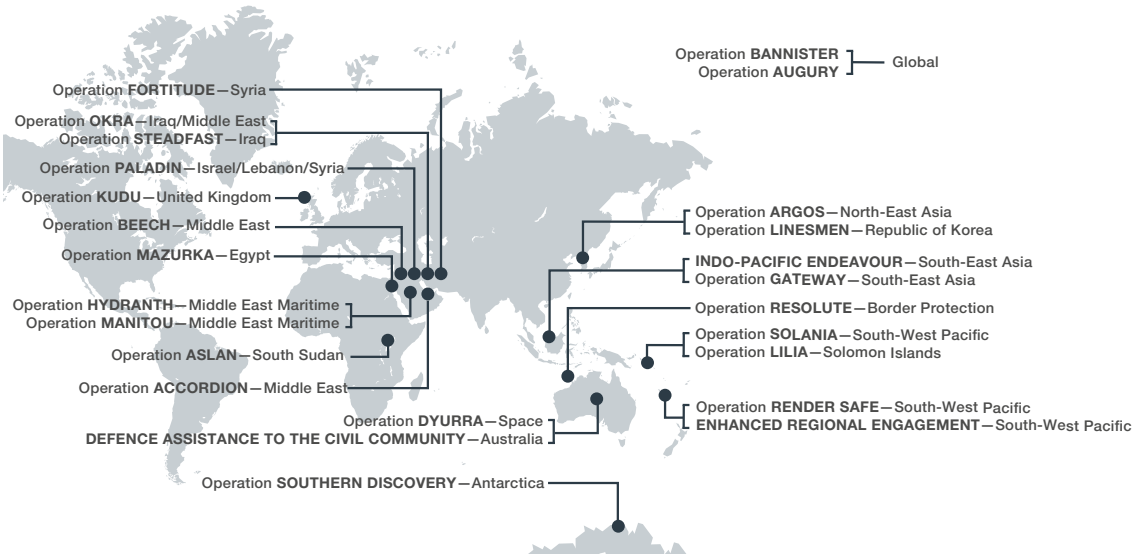 Operation BANNISTER
Operation AUGURY
Global
Operation FORTITUDE—Syria
Operation OKRA—Iraq/Middle East
Operation STEADFAST—Iraq
Operation PALADIN—Israel/Lebanon/Syria
Operation KUDU—United Kingdom
Operation BEECH—Middle East
Operation MAZURKA—Egypt
Operation HYDRANTH—Middle East Maritime
Operation MANITOU—Middle East Maritime
Operation ASLAN—South Sudan
Operation ACCORDION—Middle East
Operation DYURRA—Space
DEFENCE ASSISTANCE TO THE CIVIL COMMUNITY—Australia
Operation SOUTHERN DISCOVERY—Antarctica
Operation ARGOS—North-East Asia
Operation LINESMEN—Republic of Korea
INDO-PACIFIC ENDEAVOUR—South-East Asia
Operation GATEWAY—South-East Asia
Operation RESOLUTE—Border Protection
Operation SOLANIA—South-West Pacific
Operation LILIA—Solomon Islands
Operation RENDER SAFE—South-West Pacific
ENHANCED REGIONAL ENGAGEMENT—South-West Pacific